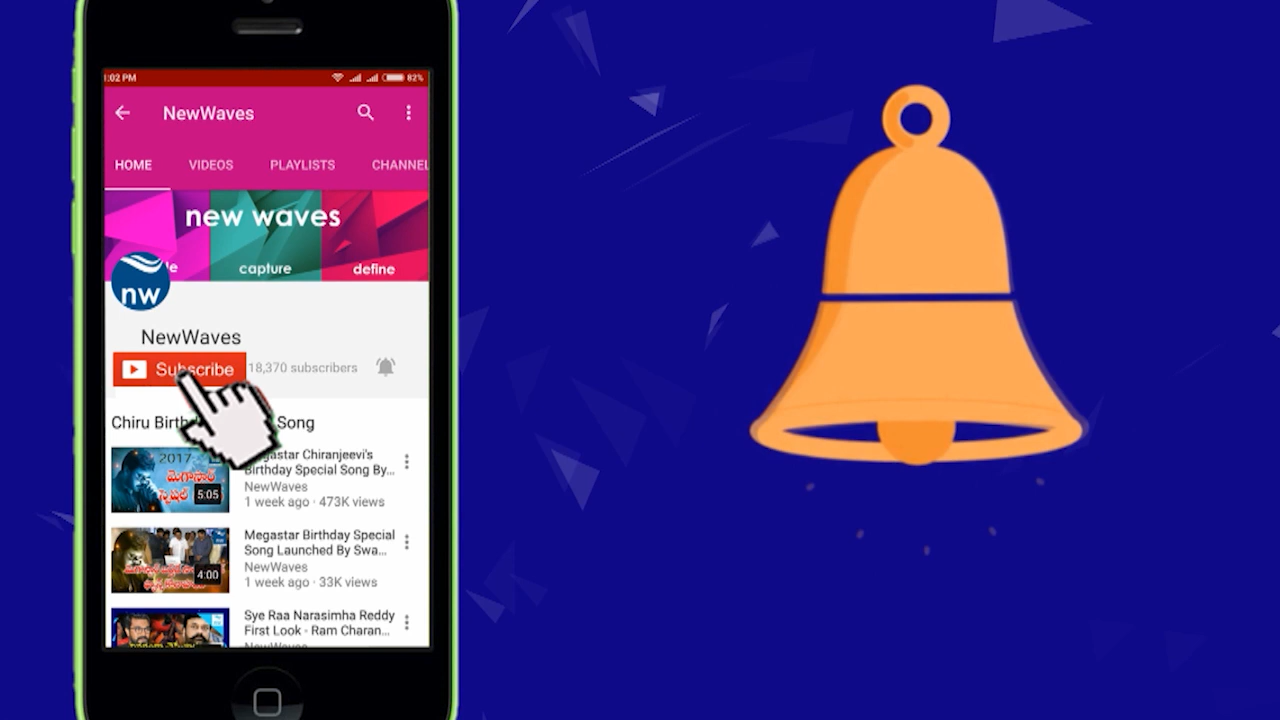 1:02 PM 82%
NewWaves
HOME VIDEOS PLAYLISTS CHANNEL
new waves
capture define
nw
NewWaves
Subscribe 18,370 subscribers
Song
2017
మెగాస్టార్
స్పెషల్
5:05
Megastar Chiranjeevi's
Birthday Special Song By...
NewWaves
1 week ago · 473K views
4:00
Megastar Birthday Special
Song Launched By Swa...
NewWaves
1 week ago · 33K views
Sye Raa Narasimha Reddy
First Look - Ram Charan...
NewWaves